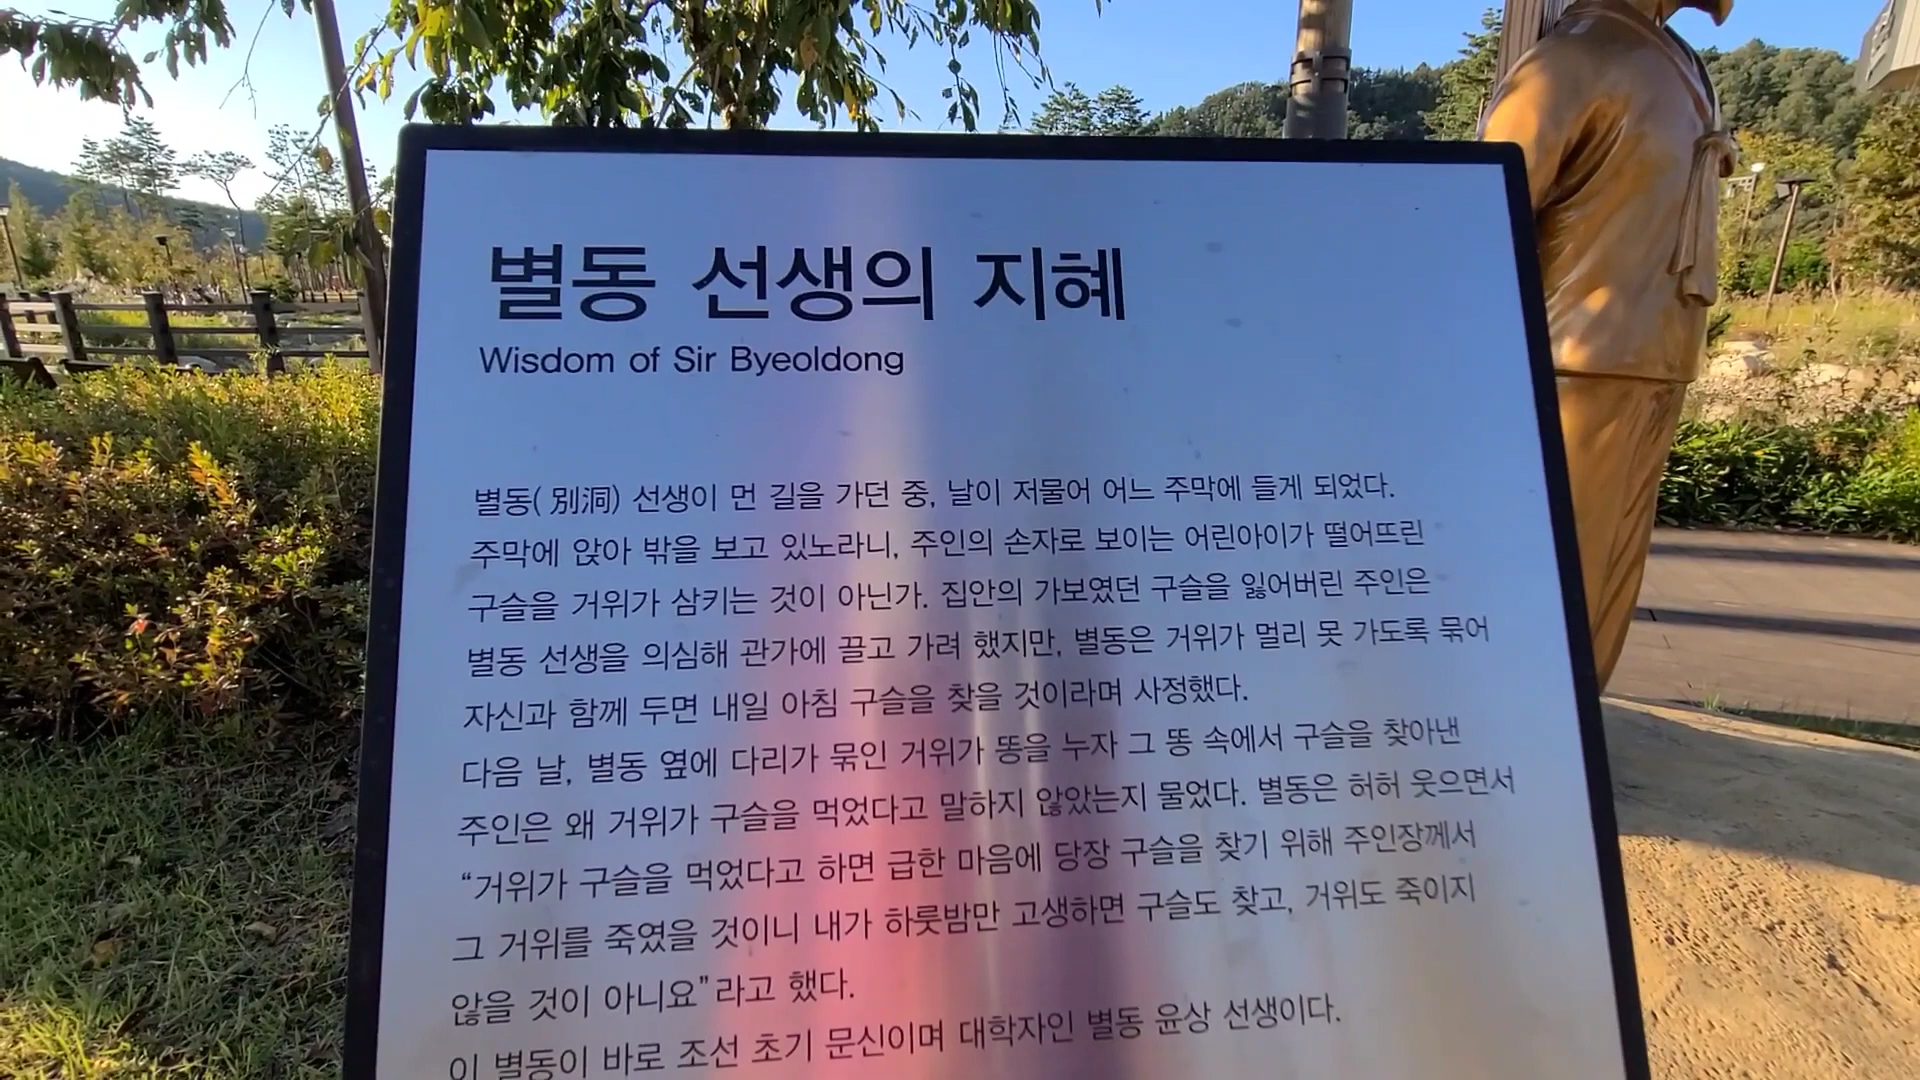 별동 선생의 지혜
Wisdom of Sir Byeoldong
별동( 別洞) 선생이 먼 길을 가던 중, 날이 저물어 어느 주막에 들게 되었다.
주막에 앉아 밖을 보고 있노라니, 주인의 손자로 보이는 어린아이가 떨어뜨린
구슬을 거위가 삼키는 것이 아닌가. 집안의 가보였던 구슬을 잃어버린 주인은
별동 선생을 의심해 관가에 끌고 가려 했지만, 별동은 거위가 멀리 못 가도록 묶어
자신과 함께 두면 내일 아침 구슬을 찾을 것이라며 사정했다.
다음 날, 별동 옆에 다리가 묶인 거위가 똥을 누자 그 똥 속에서 구슬을 찾아낸
주인은 왜 거위가 구슬을 먹었다고 말하지 않았는지 물었다. 별동은 허허 웃으면서
“거위가 구슬을 먹었다고 하면 급한 마음에 당장 구슬을 찾기 위해 주인장께서
그 거위를 죽였을 것이니 내가 하룻밤만 고생하면 구슬도 찾고, 거위도 죽이지
않을 것이 아니요”라고 했다.
이 별동이 바로 조선 초기 문신이며 대학자인 별동 윤상 선생이다.